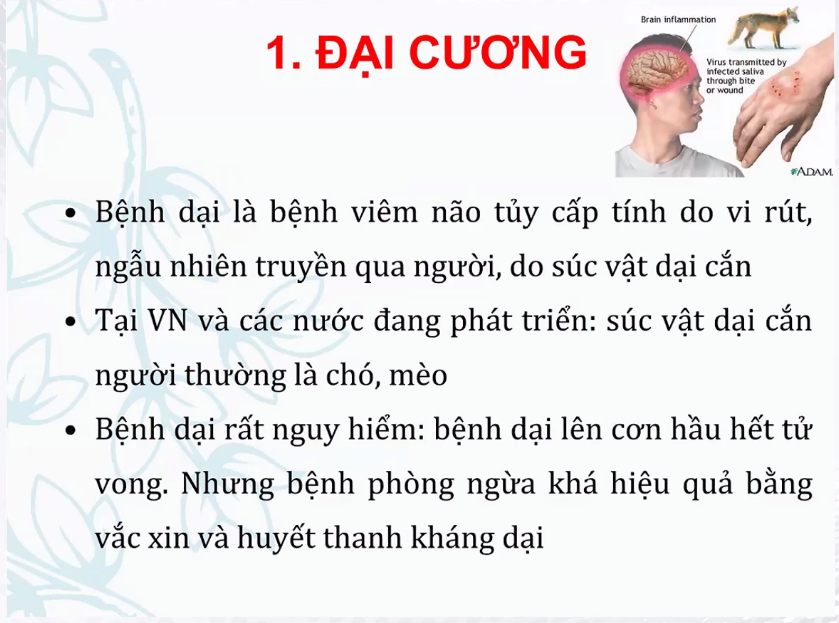 1. ĐẠI CƯƠNG
Brain inflammation
Virus transmitted by
infected saliva
through bite
or wound
ADAM.
• Bệnh dại là bệnh viêm não tủy cấp tính do vi rút,
ngẫu nhiên truyền qua người, do súc vật dại cắn
• Tại VN và các nước đang phát triển: súc vật dại cắn
người thường là chó, mèo
• Bệnh dại rất nguy hiểm: bệnh dại lên cơn hầu hết tử
vong. Nhưng bệnh phòng ngừa khá hiệu quả bằng
vắc xin và huyết thanh kháng dại